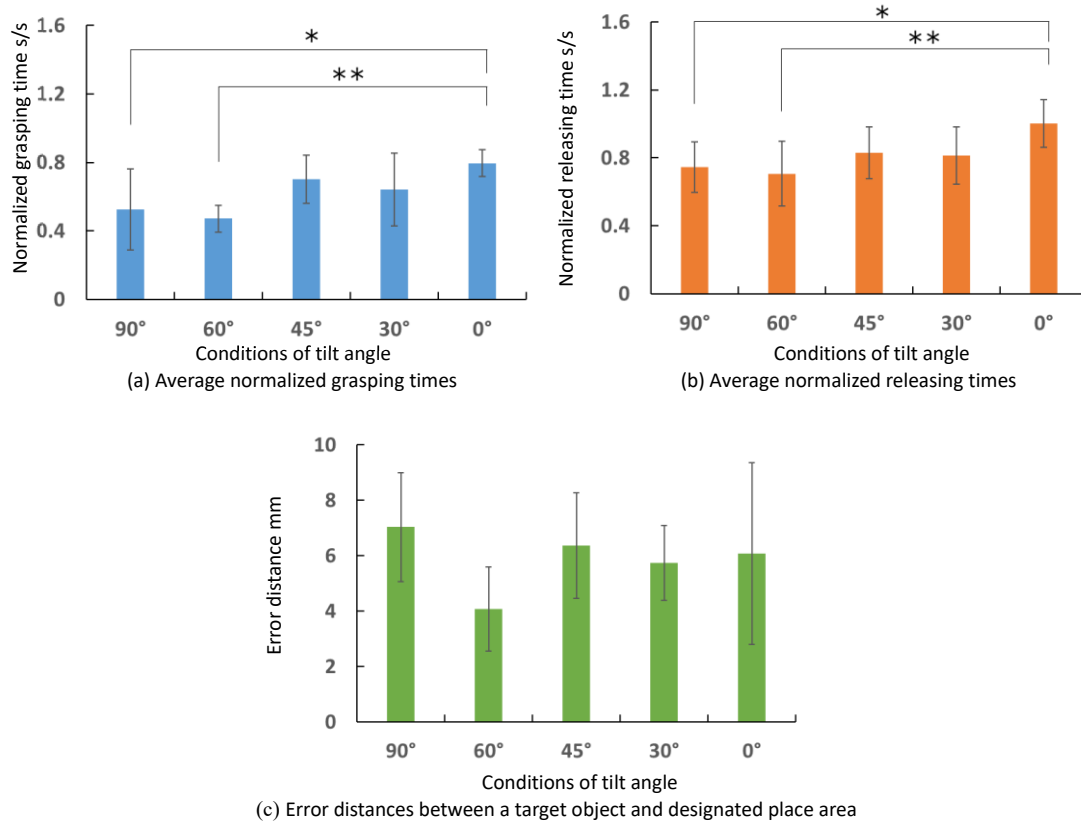 1.6
1.2
0.8
0.4
0
Normalized grasping time s/s
*
**
90° 60° 45° 30° 0°
Conditions of tilt angle
(a) Average normalized grasping times
1.6
1.2
0.8
0.4
0
Normalized releasing time s/s
*
**
90° 60° 45° 30° 0°
Conditions of tilt angle
(b) Average normalized releasing times
10
8
6
4
2
0
Error distance mm
90° 60° 45° 30° 0°
Conditions of tilt angle
(c) Error distances between a target object and designated place area